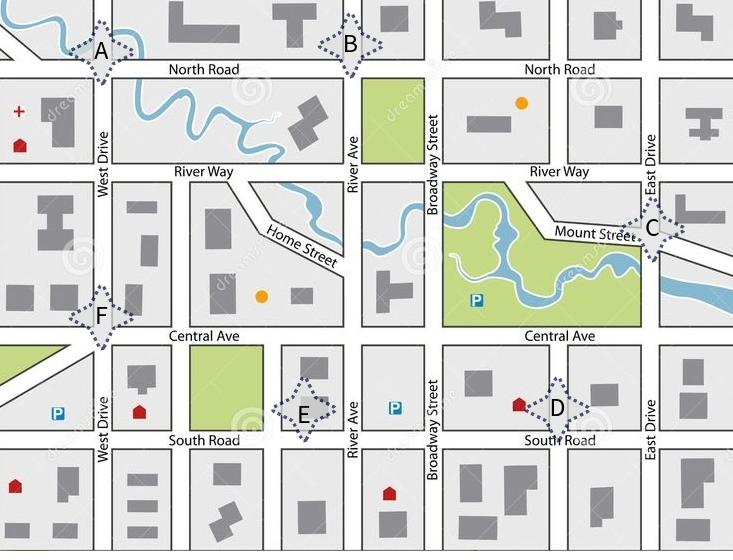 A
B
North Road
North Road
West Drive
River Ave
Broadway Street
East Drive
River Way
River Way
Home Street
Mount Street
C
P
F
Central Ave
Central Ave
P
E
P
D
West Drive
River Ave
Broadway Street
East Drive
South Road
South Road